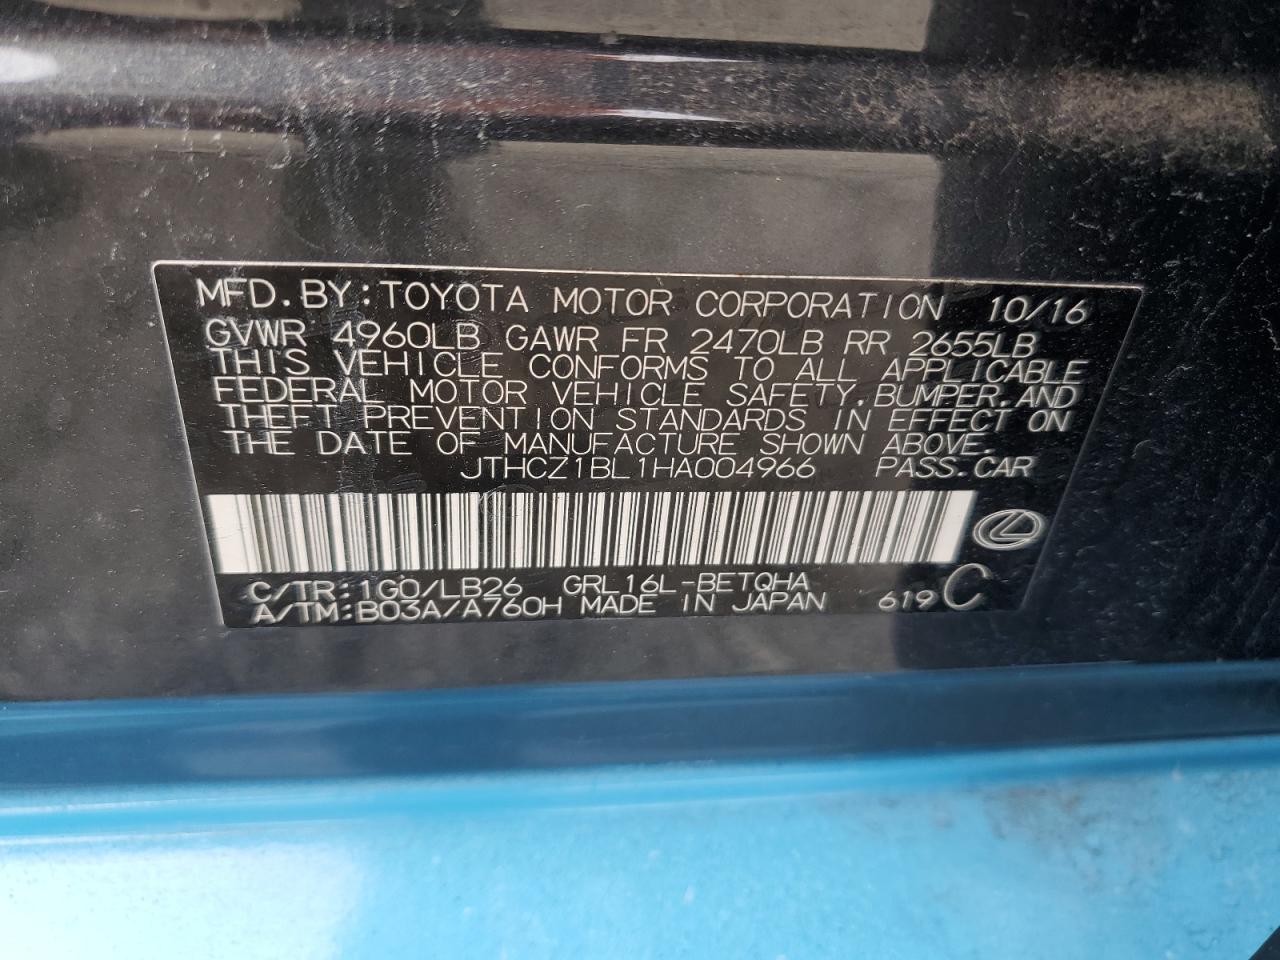 MFD. BY: TOYOTA MOTOR CORPORATION 10/16
GVWR 4960LB GAWR FR 2470LB RR 2655LB
THIS VEHICLE CONFORMS TO ALL APPLICABLE
FEDERAL MOTOR VEHICLE SAFETY, BUMPER, AND
THEFT PREVENTION STANDARDS IN EFFECT ON
THE DATE OF MANUFACTURE SHOWN ABOVE.
JTHCZ1BL1HA004966 PASS. CAR
C/TR: 1G0/LB26 GRL16L-BETQHA
A/TM: B03A/A760H MADE IN JAPAN 619 C